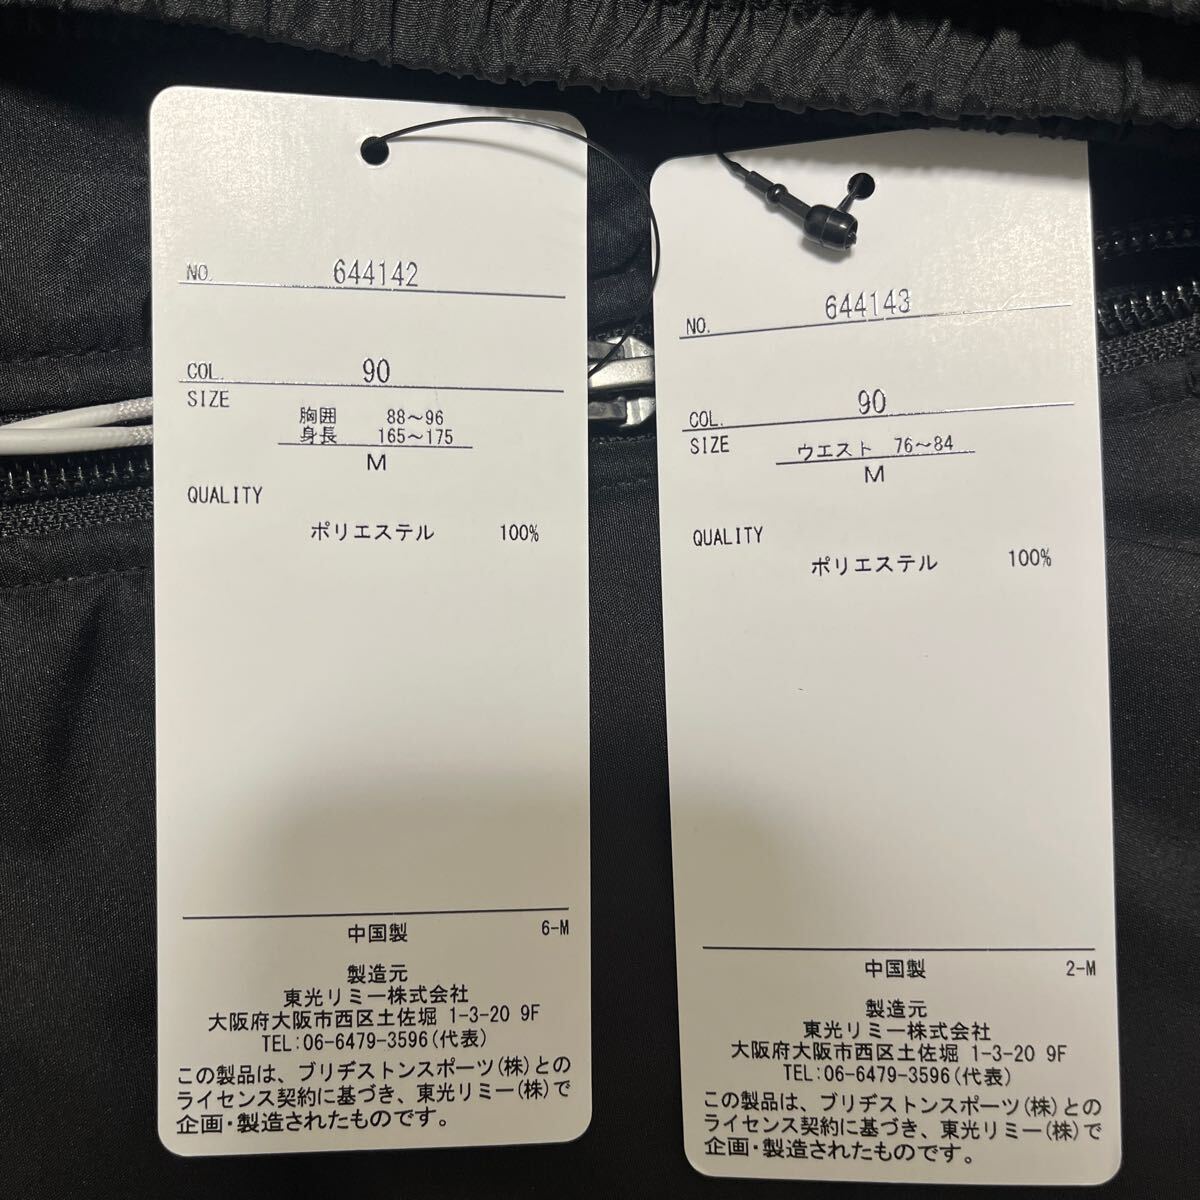 NO. 644142
COL. 90
SIZE
胸囲 88～96
身長 165～175
M
QUALITY
ポリエステル 100%
中国製 6-M
製造元
東光リミー株式会社
大阪府大阪市西区土佐堀 1-3-20 9F
TEL:06-6479-3596(代表)
この製品は、ブリヂストンスポーツ(株)との
ライセンス契約に基づき、東光リミー(株)で
企画・製造されたものです。
NO. 644143
COL. 90
SIZE
ウエスト 76～84
M
QUALITY
ポリエステル 100%
中国製 2-M
製造元
東光リミー株式会社
大阪府大阪市西区土佐堀 1-3-20 9F
TEL:06-6479-3596(代表)
この製品は、ブリヂストンスポーツ(株)との
ライセンス契約に基づき、東光リミー(株)で
企画・製造されたものです。